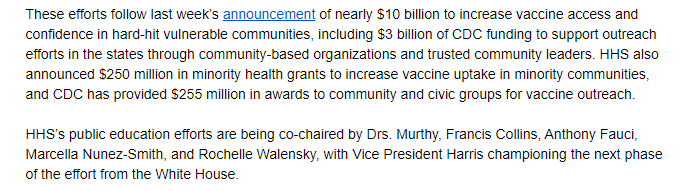 These efforts follow last week's announcement of nearly $10 billion to increase vaccine access and
confidence in hard-hit vulnerable communities, including $3 billion of CDC funding to support outreach
efforts in the states through community-based organizations and trusted community leaders. HHS also
announced $250 million in minority health grants to increase vaccine uptake in minority communities,
and CDC has provided $255 million in awards to community and civic groups for vaccine outreach.
HHS's public education efforts are being co-chaired by Drs. Murthy, Francis Collins, Anthony Fauci,
Marcella Nunez-Smith, and Rochelle Walensky, with Vice President Harris championing the next phase
of the effort from the White House.